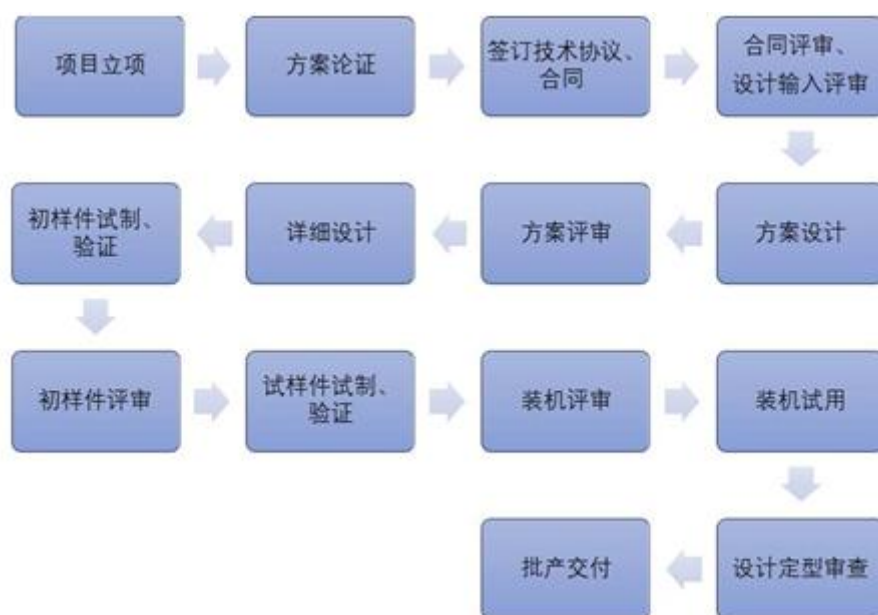 项目立项
方案论证
签订技术协议、
合同
合同评审、
设计输入评审
方案设计
方案评审
详细设计
初样件试制、
验证
初样件评审
试样件试制、
验证
装机评审
装机试用
设计定型审查
批产交付